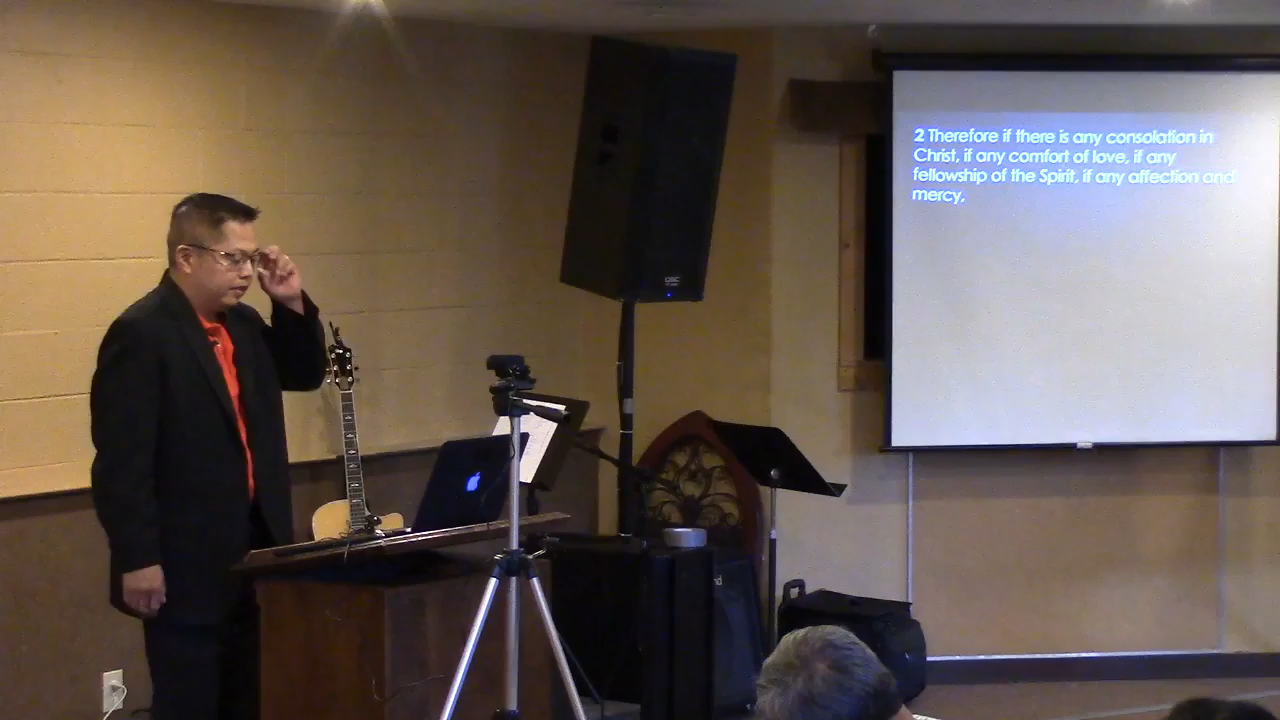 2 Therefore if there is any consolation in
Christ, if any comfort of love, if any
fellowship of the Spirit, if any affection and
mercy,
QSC